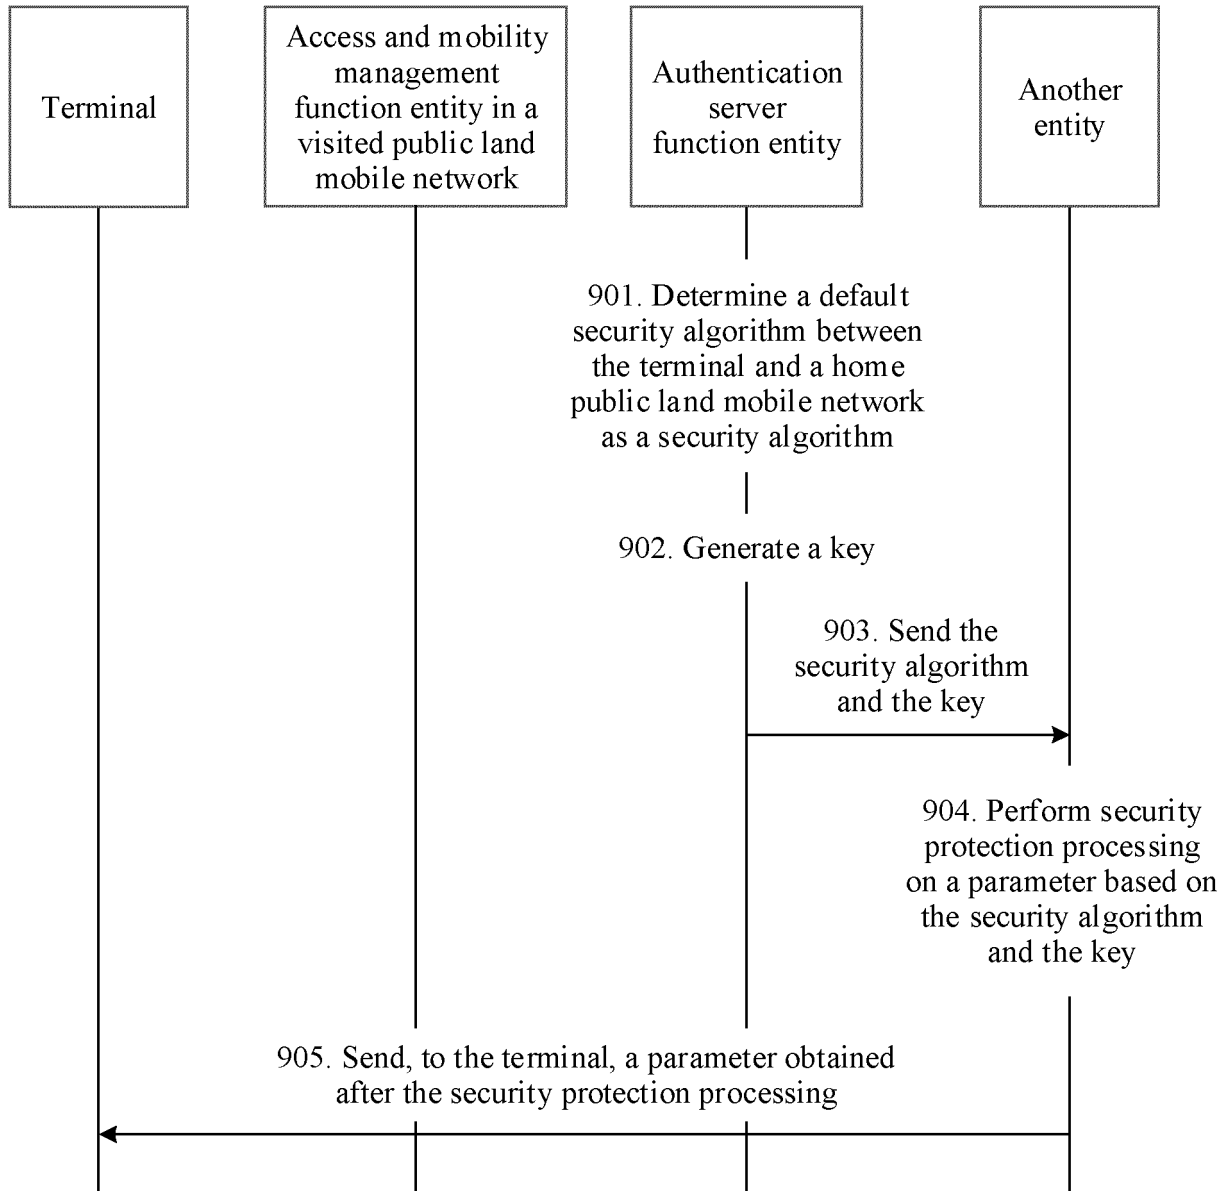 Terminal
Access and mobility
management
function entity in a
visited public land
mobile network
Authentication
server
function entity
Another
entity
901. Determine a default
security algorithm between
the terminal and a home
public land mobile network
as a security algorithm
902. Generate a key
903. Send the
security algorithm
and the key
904. Perform security
protection processing
on a parameter based on
the security algorithm
and the key
905. Send, to the terminal, a parameter obtained
after the security protection processing